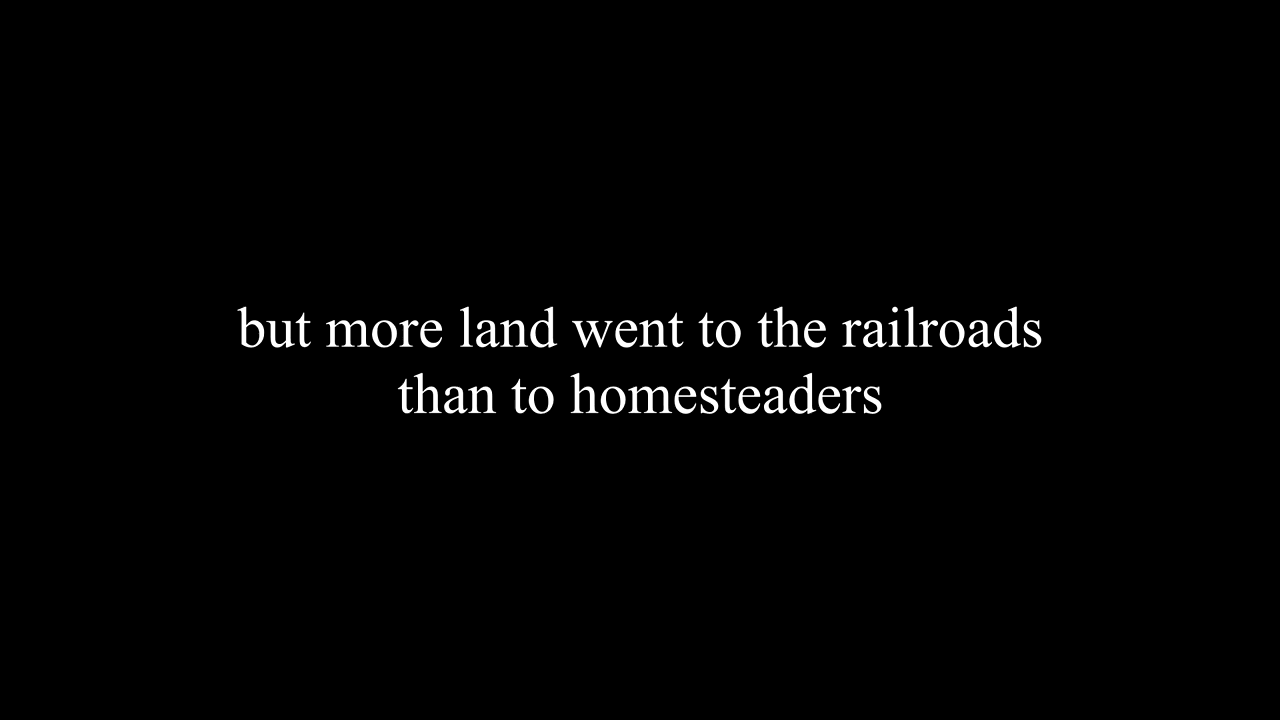 but more land went to the railroads
than to homesteaders